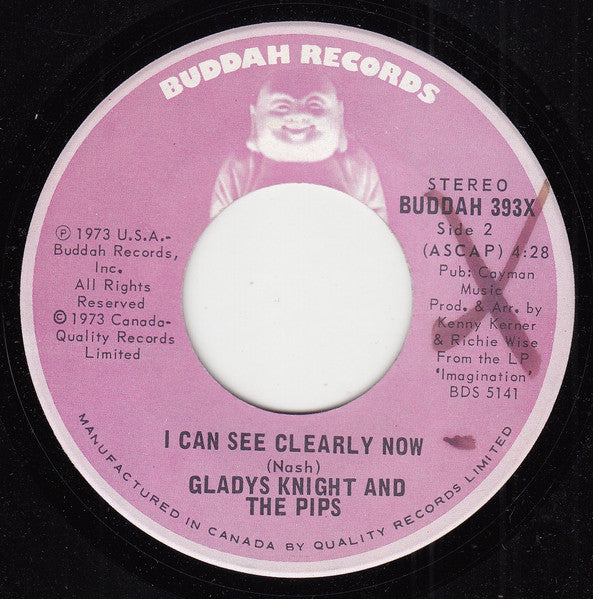 BUDDAH RECORDS
STEREO
BUDDAH 393X
Side 2
(ASCAP) 4:28
Pub: Cayman
Music
Prod. & Arr. by
Kenny Kerner
& Richie Wise
From the LP
'Imagination'
BDS 5141
Ⓟ 1973 U.S.A.-
Buddah Records,
Inc.
All Rights
Reserved
© 1973 Canada-
Quality Records
Limited
I CAN SEE CLEARLY NOW
(Nash)
GLADYS KNIGHT AND
THE PIPS
MANUFACTURED IN CANADA BY QUALITY RECORDS LIMITED